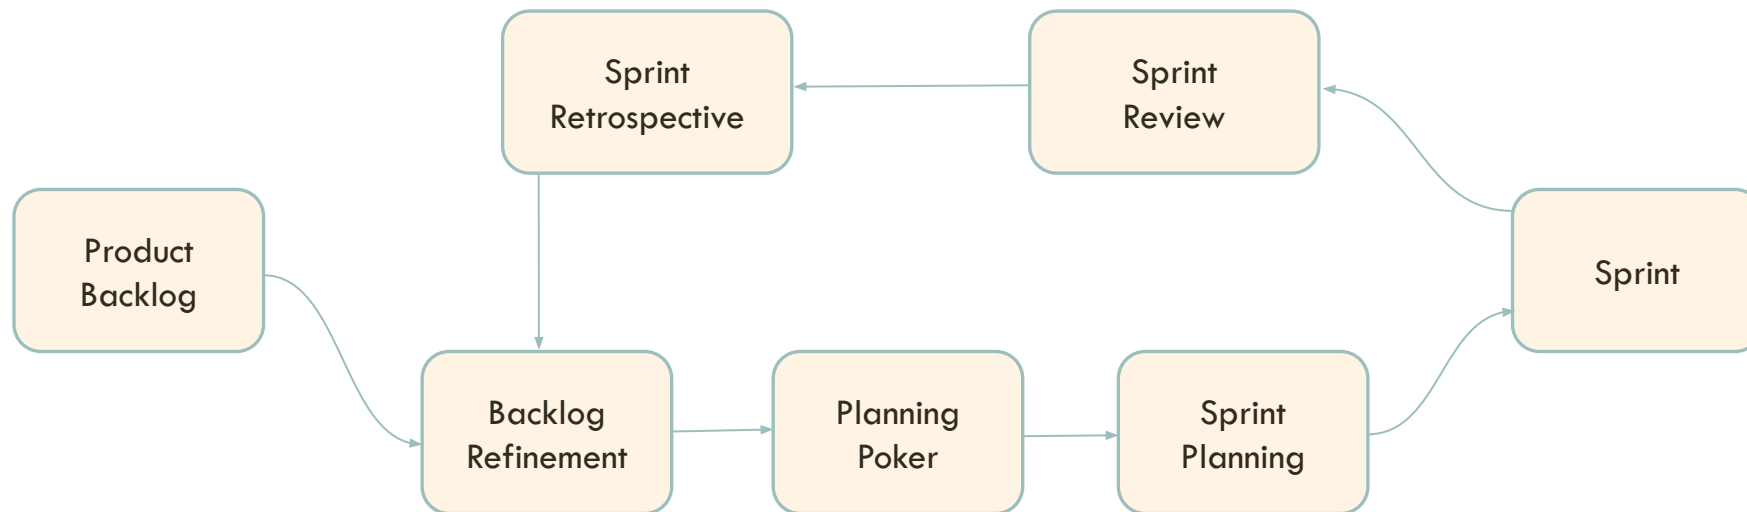 Sprint
Retrospective
Sprint
Review
Product
Backlog
Sprint
Backlog
Refinement
Planning
Poker
Sprint
Planning